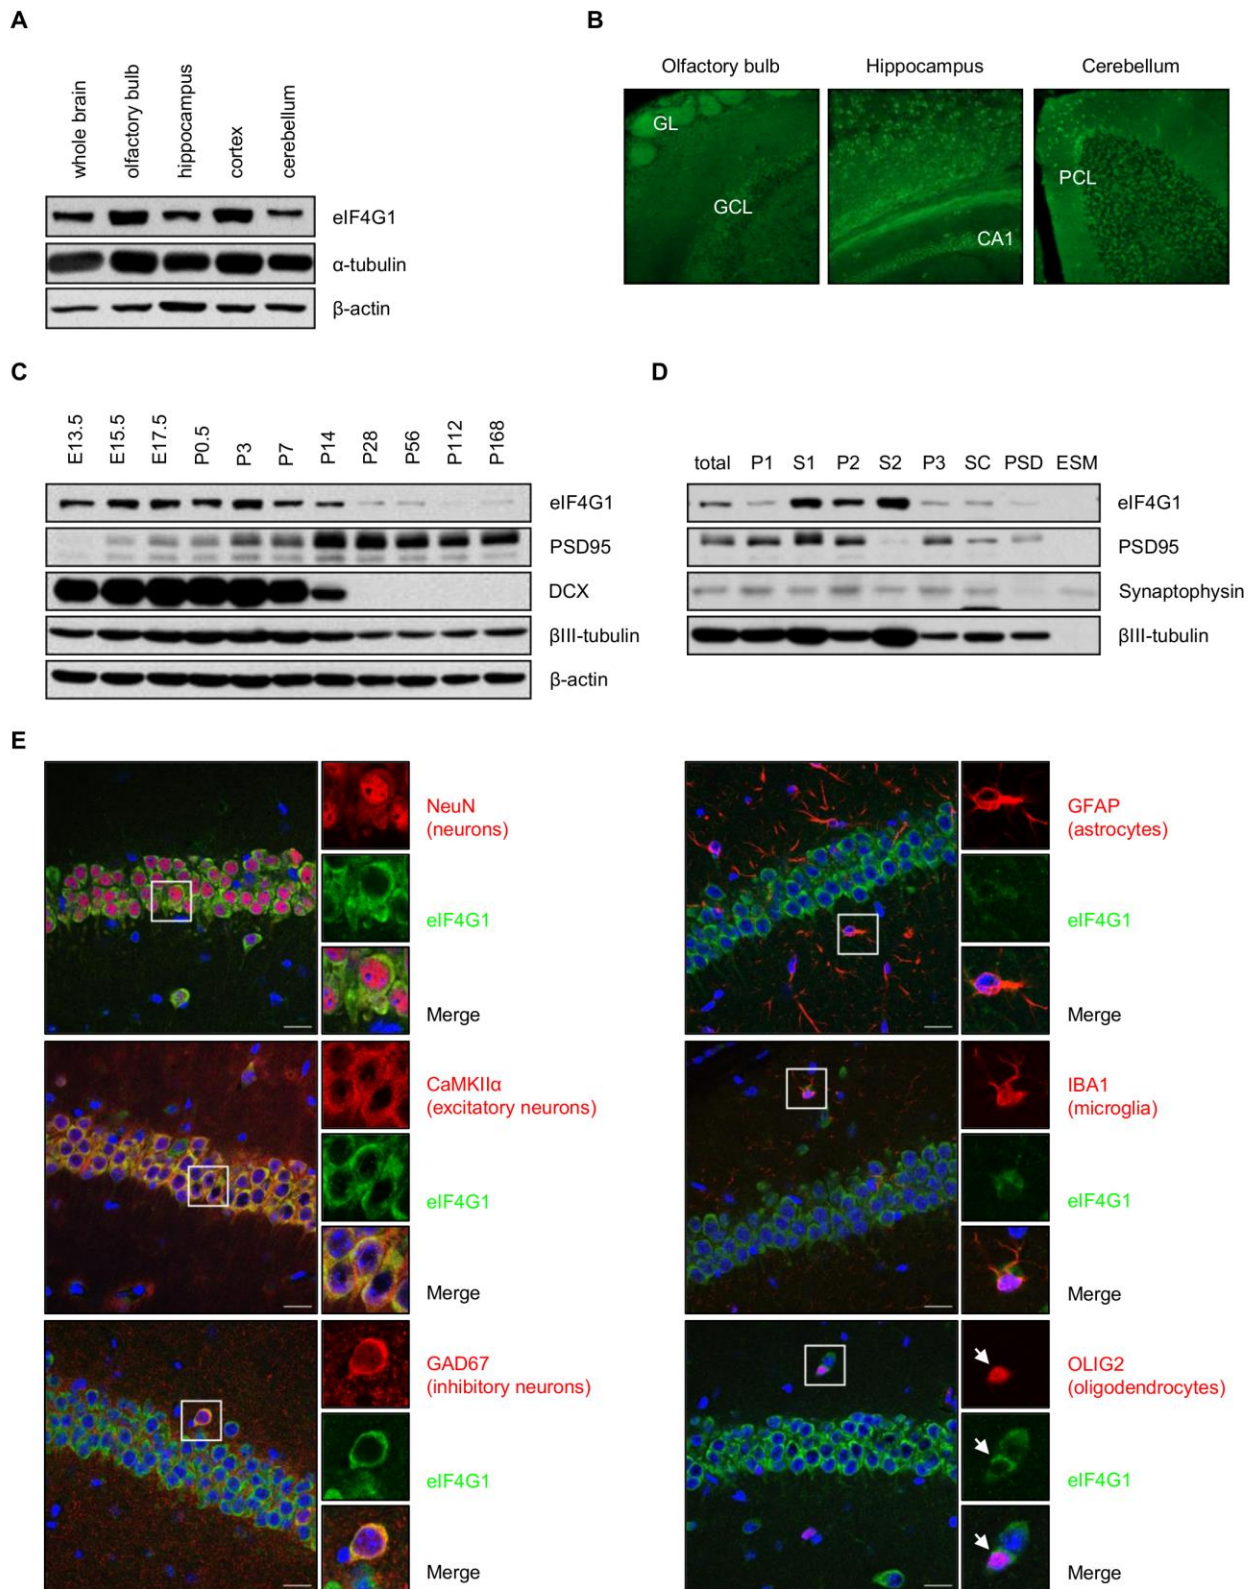 A
whole brain
olfactory bulb
hippocampus
cortex
cerebellum
eIF4G1
α-tubulin
β-actin
B
Olfactory bulb
Hippocampus
Cerebellum
GL
GCL
CA1
PCL
C
E13.5
E15.5
E17.5
P0.5
P3
P7
P14
P28
P56
P112
P168
eIF4G1
PSD95
DCX
βIII-tubulin
β-actin
D
total P1 S1 P2 S2 P3 SC PSD ESM
eIF4G1
PSD95
Synaptophysin
βIII-tubulin
E
NeuN
(neurons)
eIF4G1
Merge
CaMKIIα
(excitatory neurons)
eIF4G1
Merge
GAD67
(inhibitory neurons)
eIF4G1
Merge
GFAP
(astrocytes)
eIF4G1
Merge
IBA1
(microglia)
eIF4G1
Merge
OLIG2
(oligodendrocytes)
eIF4G1
Merge